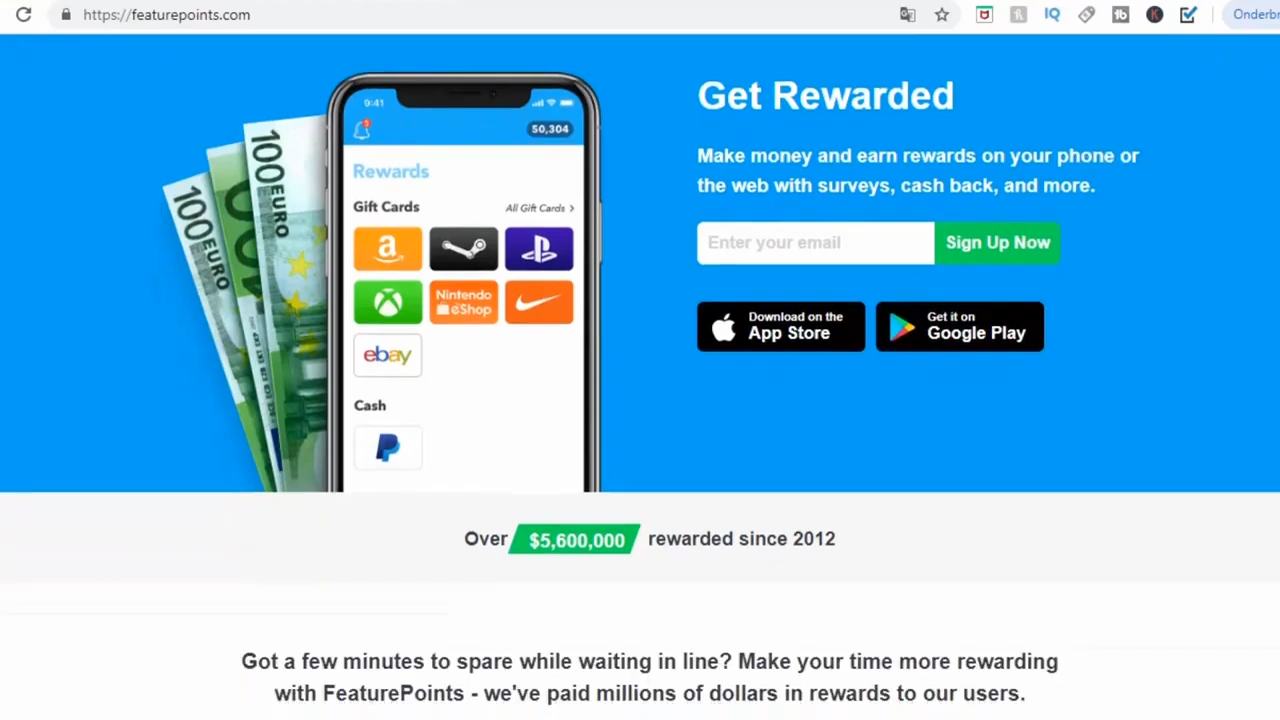 https://featurepoints.com
Onderbr
Get Rewarded
Make money and earn rewards on your phone or
the web with surveys, cash back, and more.
Enter your email
Sign Up Now
Download on the
App Store
Get it on
Google Play
100 EURO
100 EURO
9:41
50,304
Rewards
Gift Cards
All Gift Cards >
a
Nintendo
eShop
ebay
Cash
Over $5,600,000 rewarded since 2012
Got a few minutes to spare while waiting in line? Make your time more rewarding
with FeaturePoints - we've paid millions of dollars in rewards to our users.